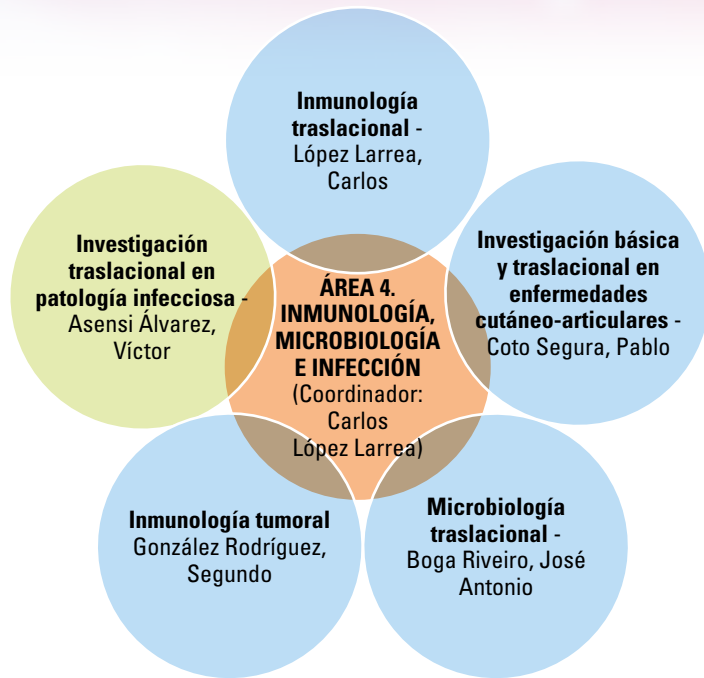 Inmunología
traslacional -
López Larrea,
Carlos
Investigación básica
y traslacional en
enfermedades
cutáneo-articulares -
Coto Segura, Pablo
Microbiología
traslacional -
Boga Riveiro, José
Antonio
Inmunología tumoral
González Rodríguez,
Segundo
Investigación
traslacional en
patología infecciosa -
Asensi Álvarez,
Víctor
ÁREA 4.
INMUNOLOGÍA,
MICROBIOLOGÍA
E INFECCIÓN
(Coordinador:
Carlos
López Larrea)